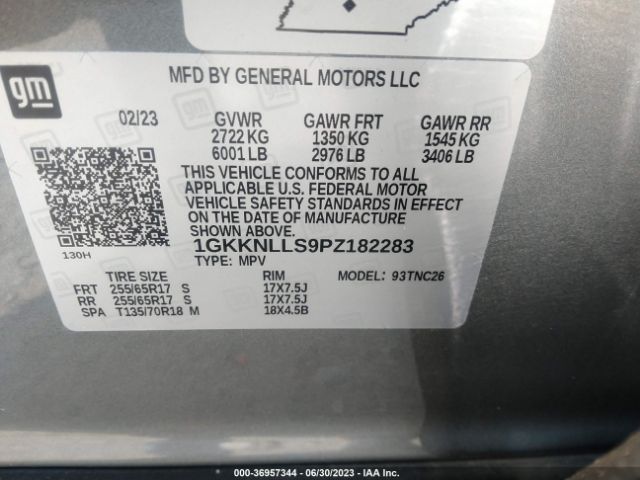 gm
MFD BY GENERAL MOTORS LLC
02/23 GVWR GAWR FRT GAWR RR
2722 KG 1350 KG 1545 KG
6001 LB 2976 LB 3406 LB
THIS VEHICLE CONFORMS TO ALL
APPLICABLE U.S. FEDERAL MOTOR
VEHICLE SAFETY STANDARDS IN EFFECT
ON THE DATE OF MANUFACTURE
SHOWN ABOVE.
130H
1GKKNLLS9PZ182283
TYPE: MPV MODEL: 93TNC26
TIRE SIZE RIM
FRT 255/65R17 S 17X7.5J
RR 255/65R17 S 17X7.5J
SPA T135/70R18 M 18X4.5B
000-36957344 | 06/30/2023 - IAA Inc.